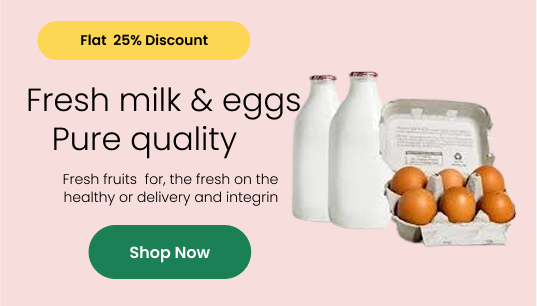 Flat 25% Discount
Fresh milk & eggs
Pure quality
Fresh fruits for, the fresh on the
healthy or delivery and integrin
Shop Now